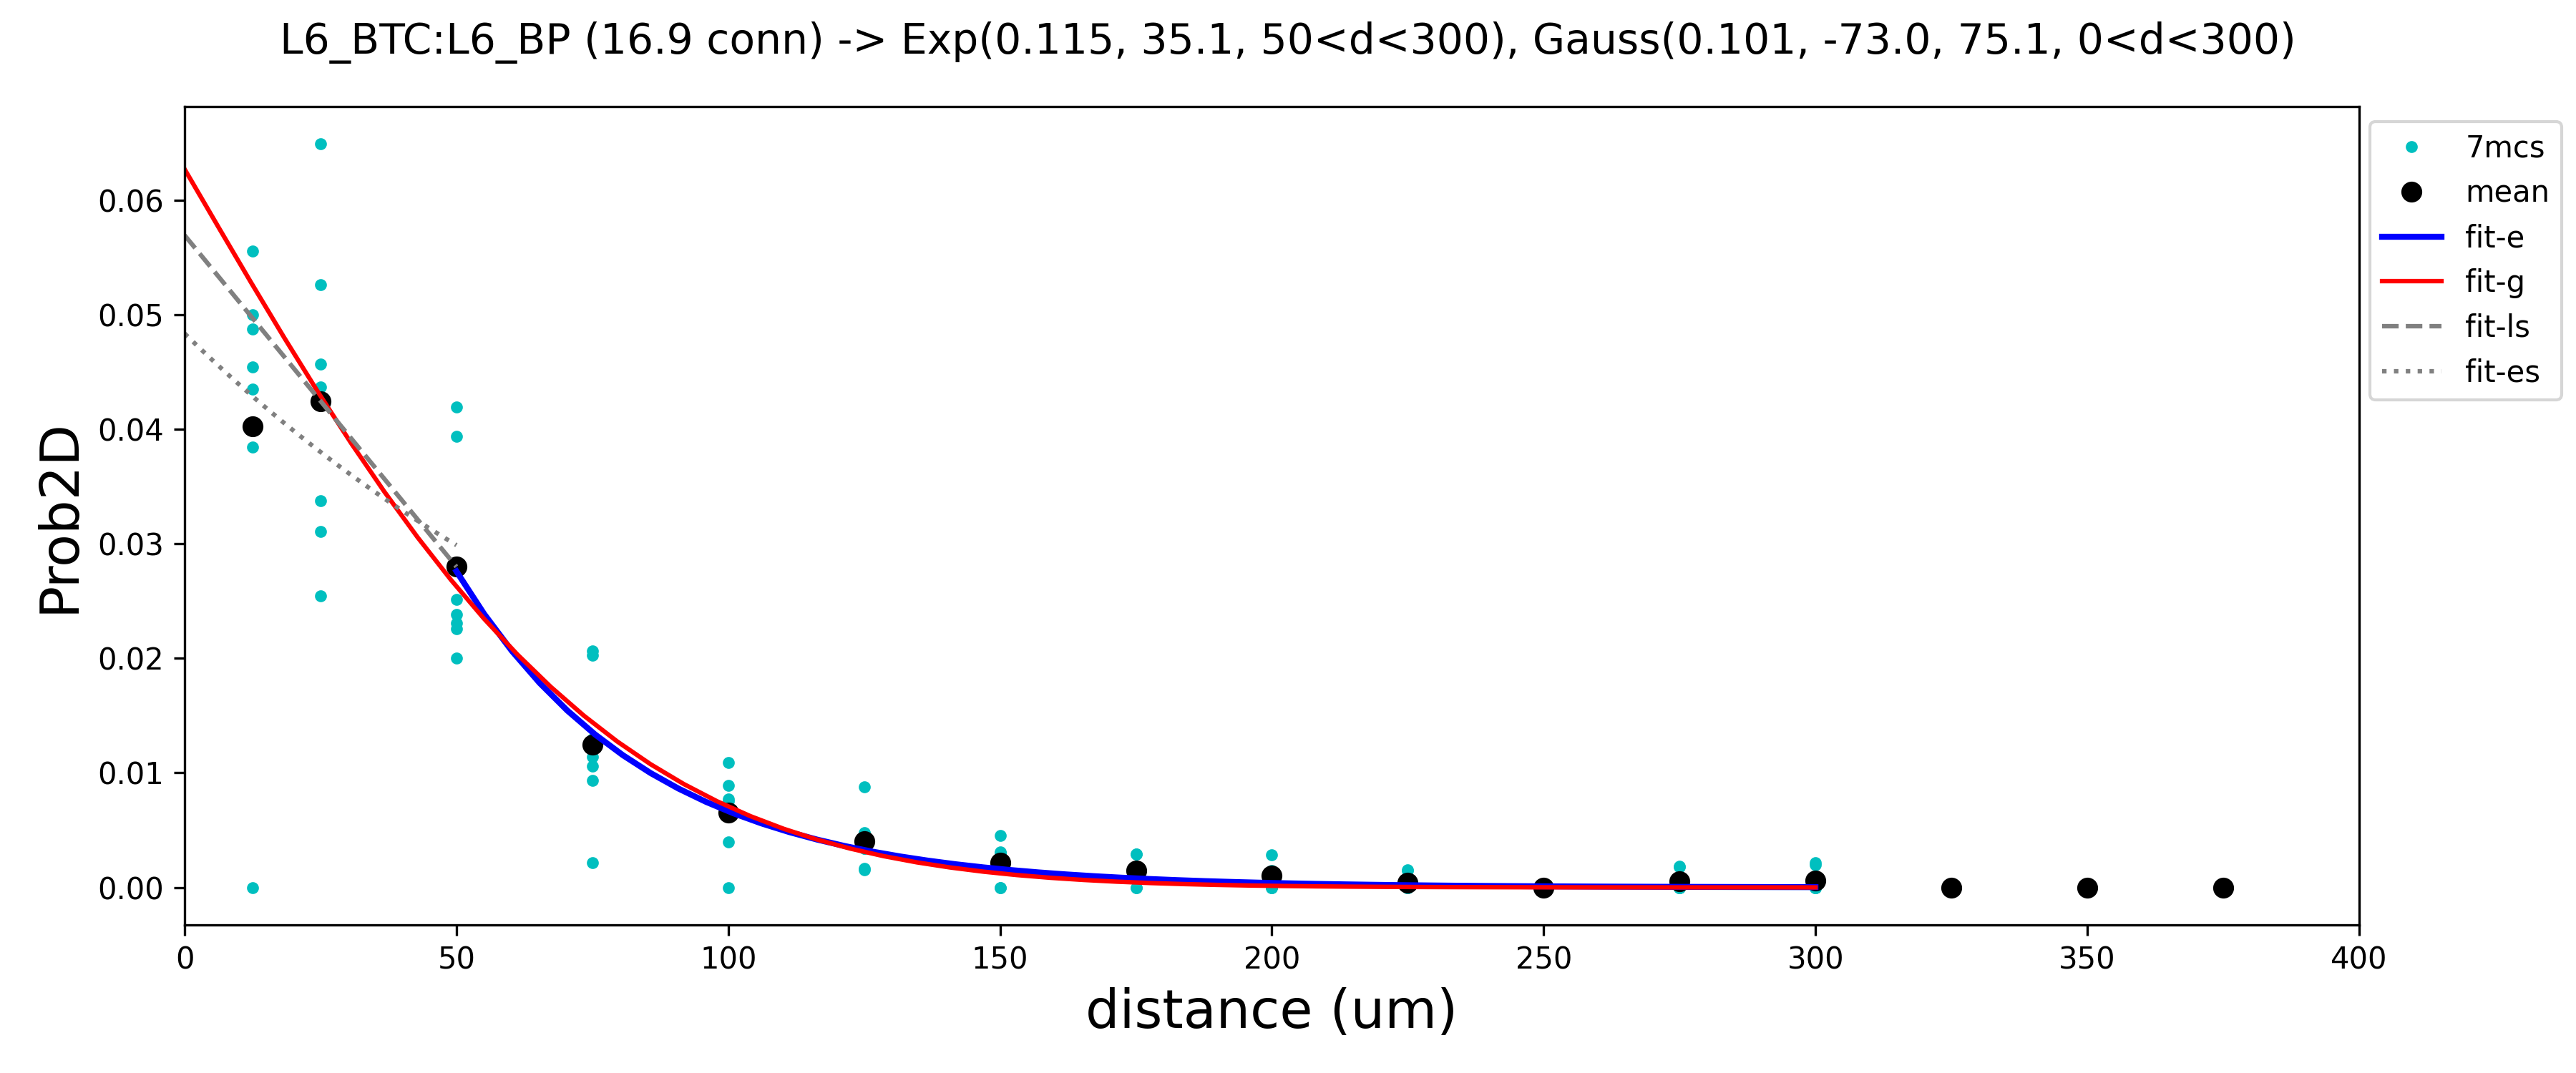 L6_BTC:L6_BP (16.9 conn) -> Exp(0.115, 35.1, 50<d<300), Gauss(0.101, -73.0, 75.1, 0<d<300)
7mcs
mean
fit-e
fit-g
fit-ls
fit-es
Prob2D
0.06
0.05
0.04
0.03
0.02
0.01
0.00
0 50 100 150 200 250 300 350 400
distance (um)